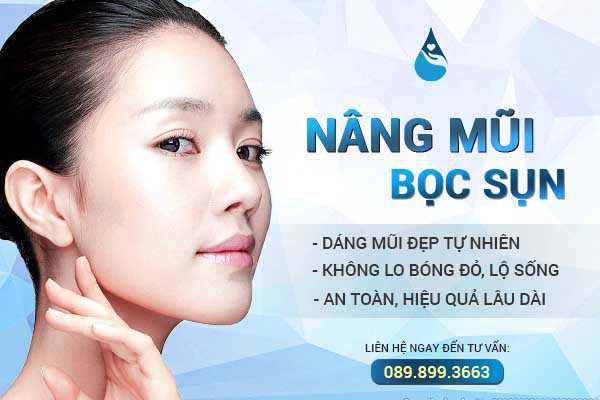 NÂNG MŨI
BỌC SỤN
- DÁNG MŨI ĐẸP TỰ NHIÊN
- KHÔNG LO BÓNG ĐỎ, LỘ SỐNG
- AN TOÀN, HIỆU QUẢ LÂU DÀI
LIÊN HỆ NGAY ĐẾN TƯ VẤN:
089.899.3663